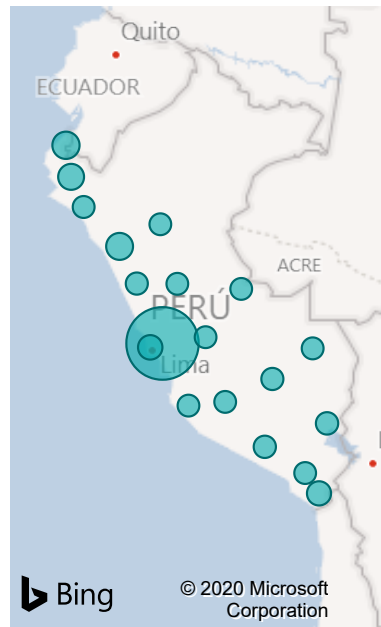 Quito
ECUADOR
ACRE
PERÚ
Lima
Bing
© 2020 Microsoft
Corporation